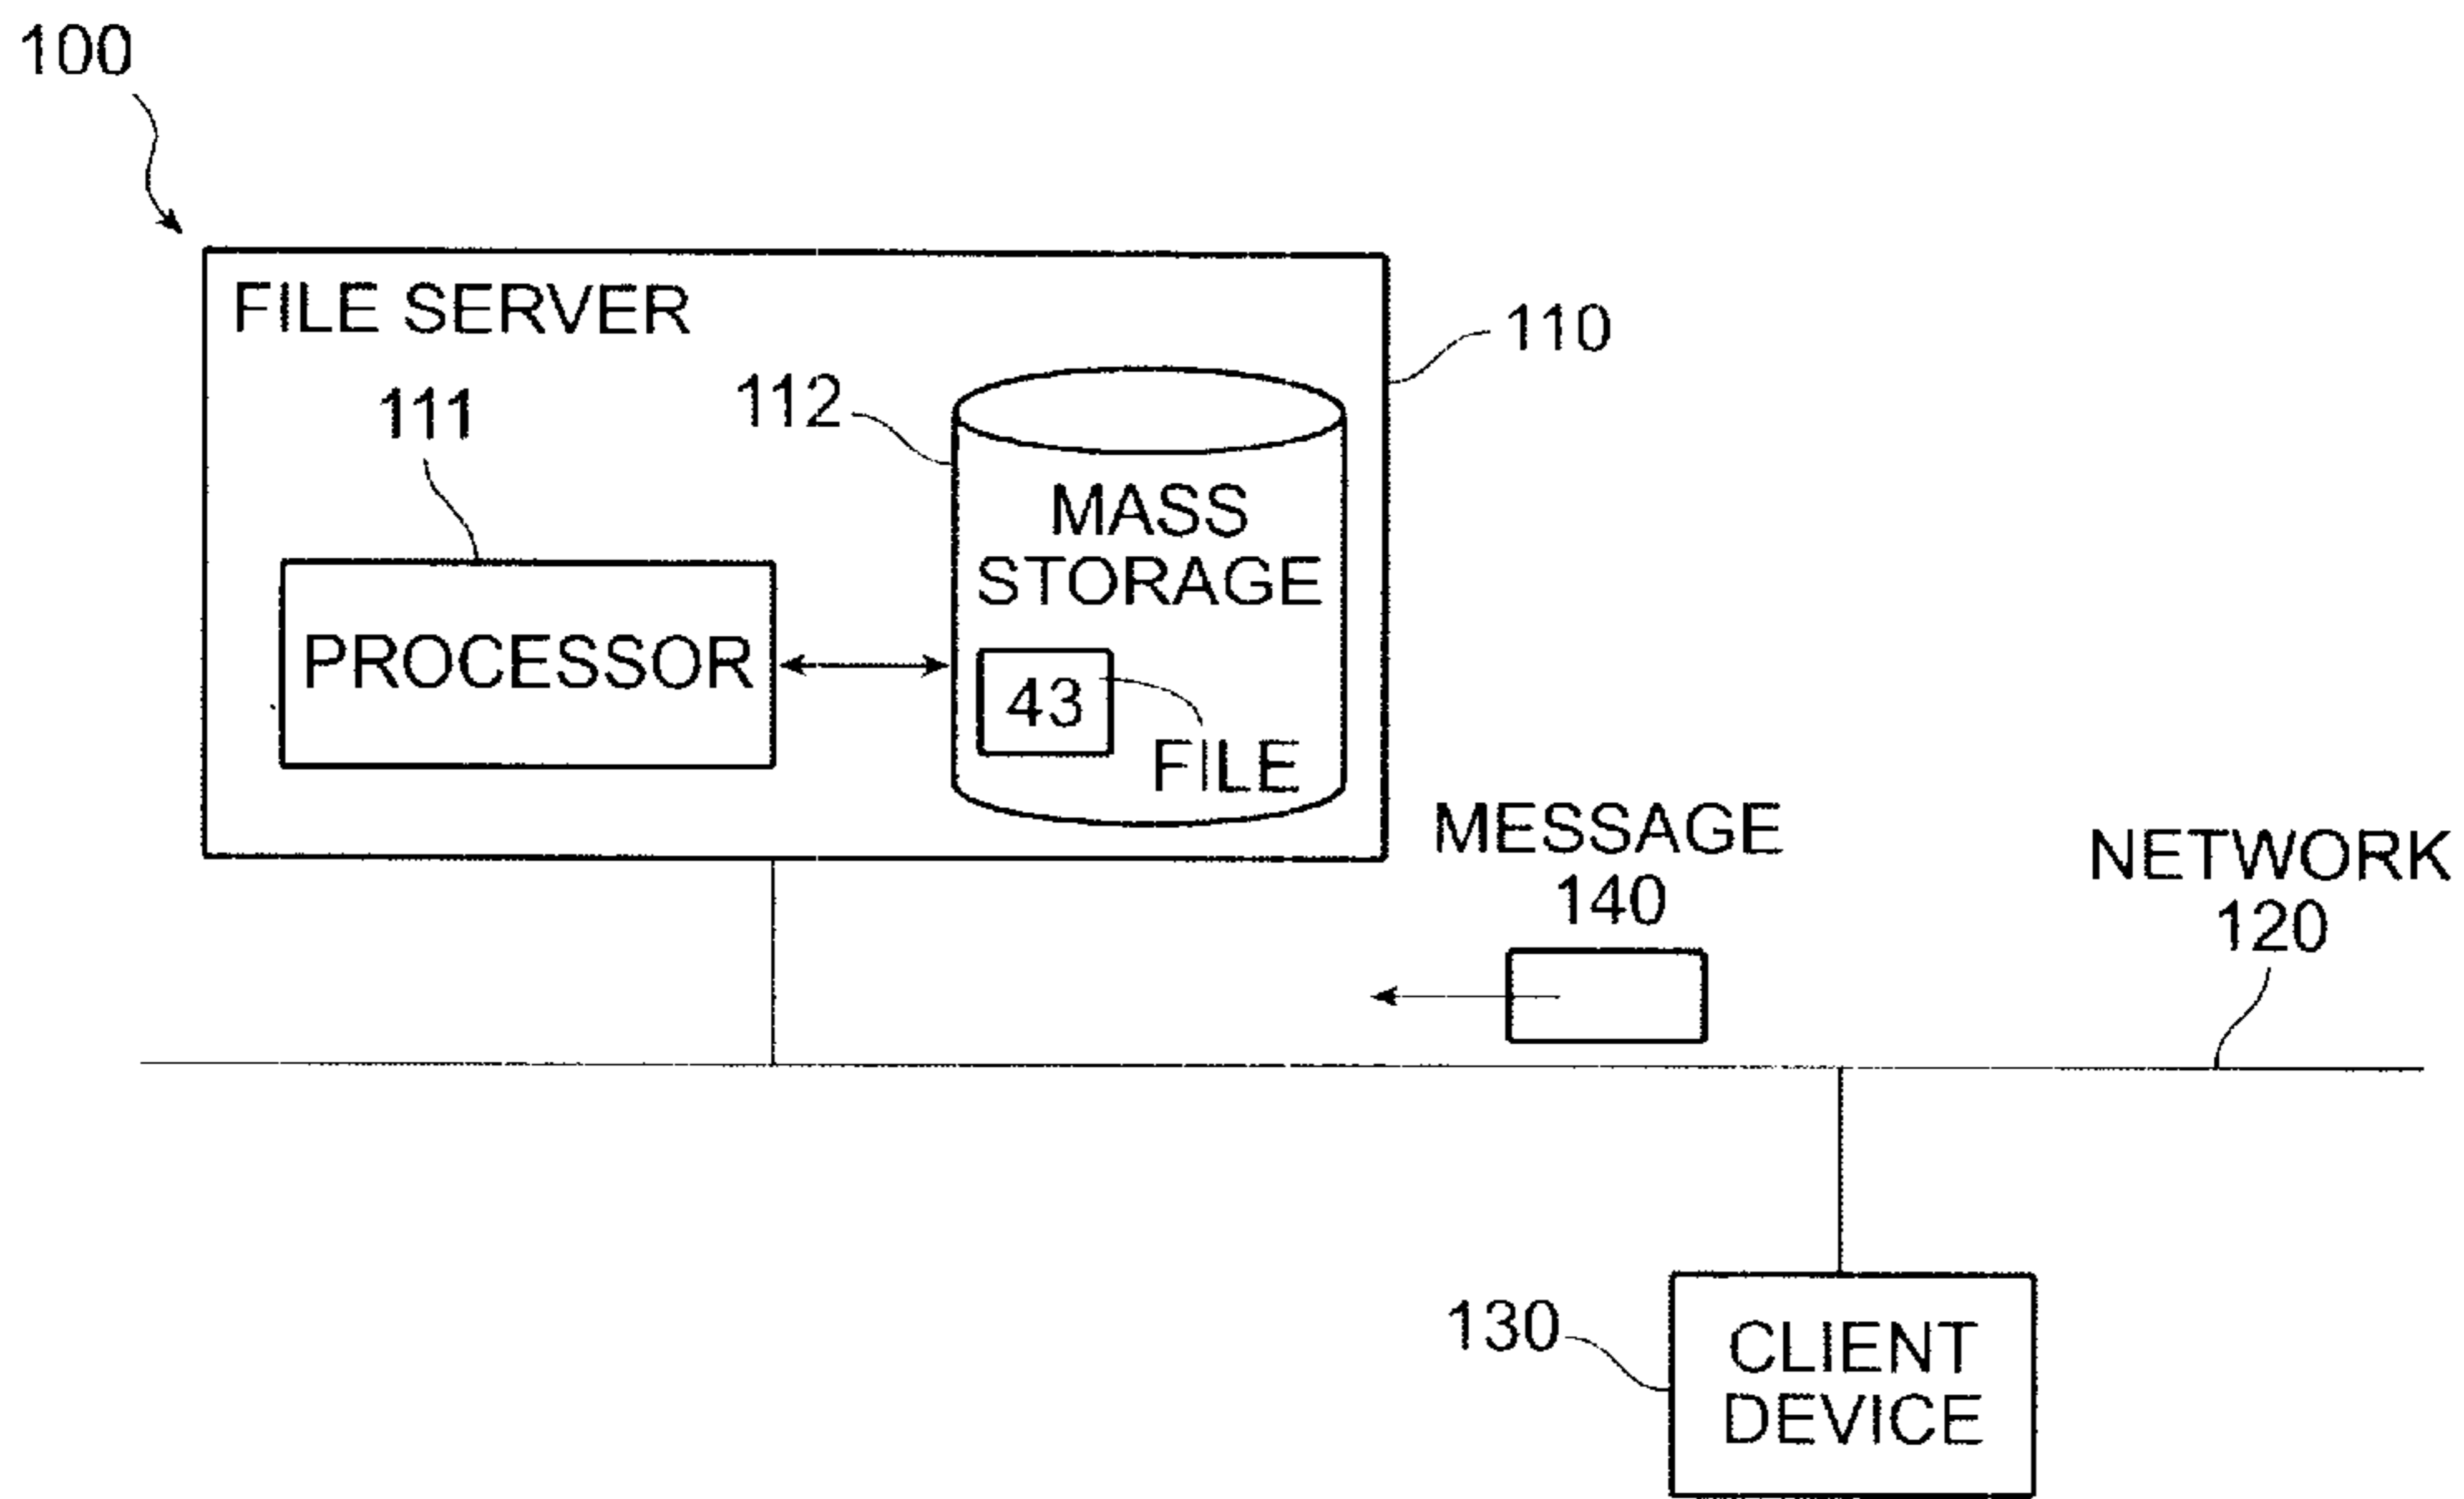 100
FILE SERVER
110
111
112
MASS
STORAGE
PROCESSOR
43
FILE
MESSAGE
140
NETWORK
120
130
CLIENT
DEVICE